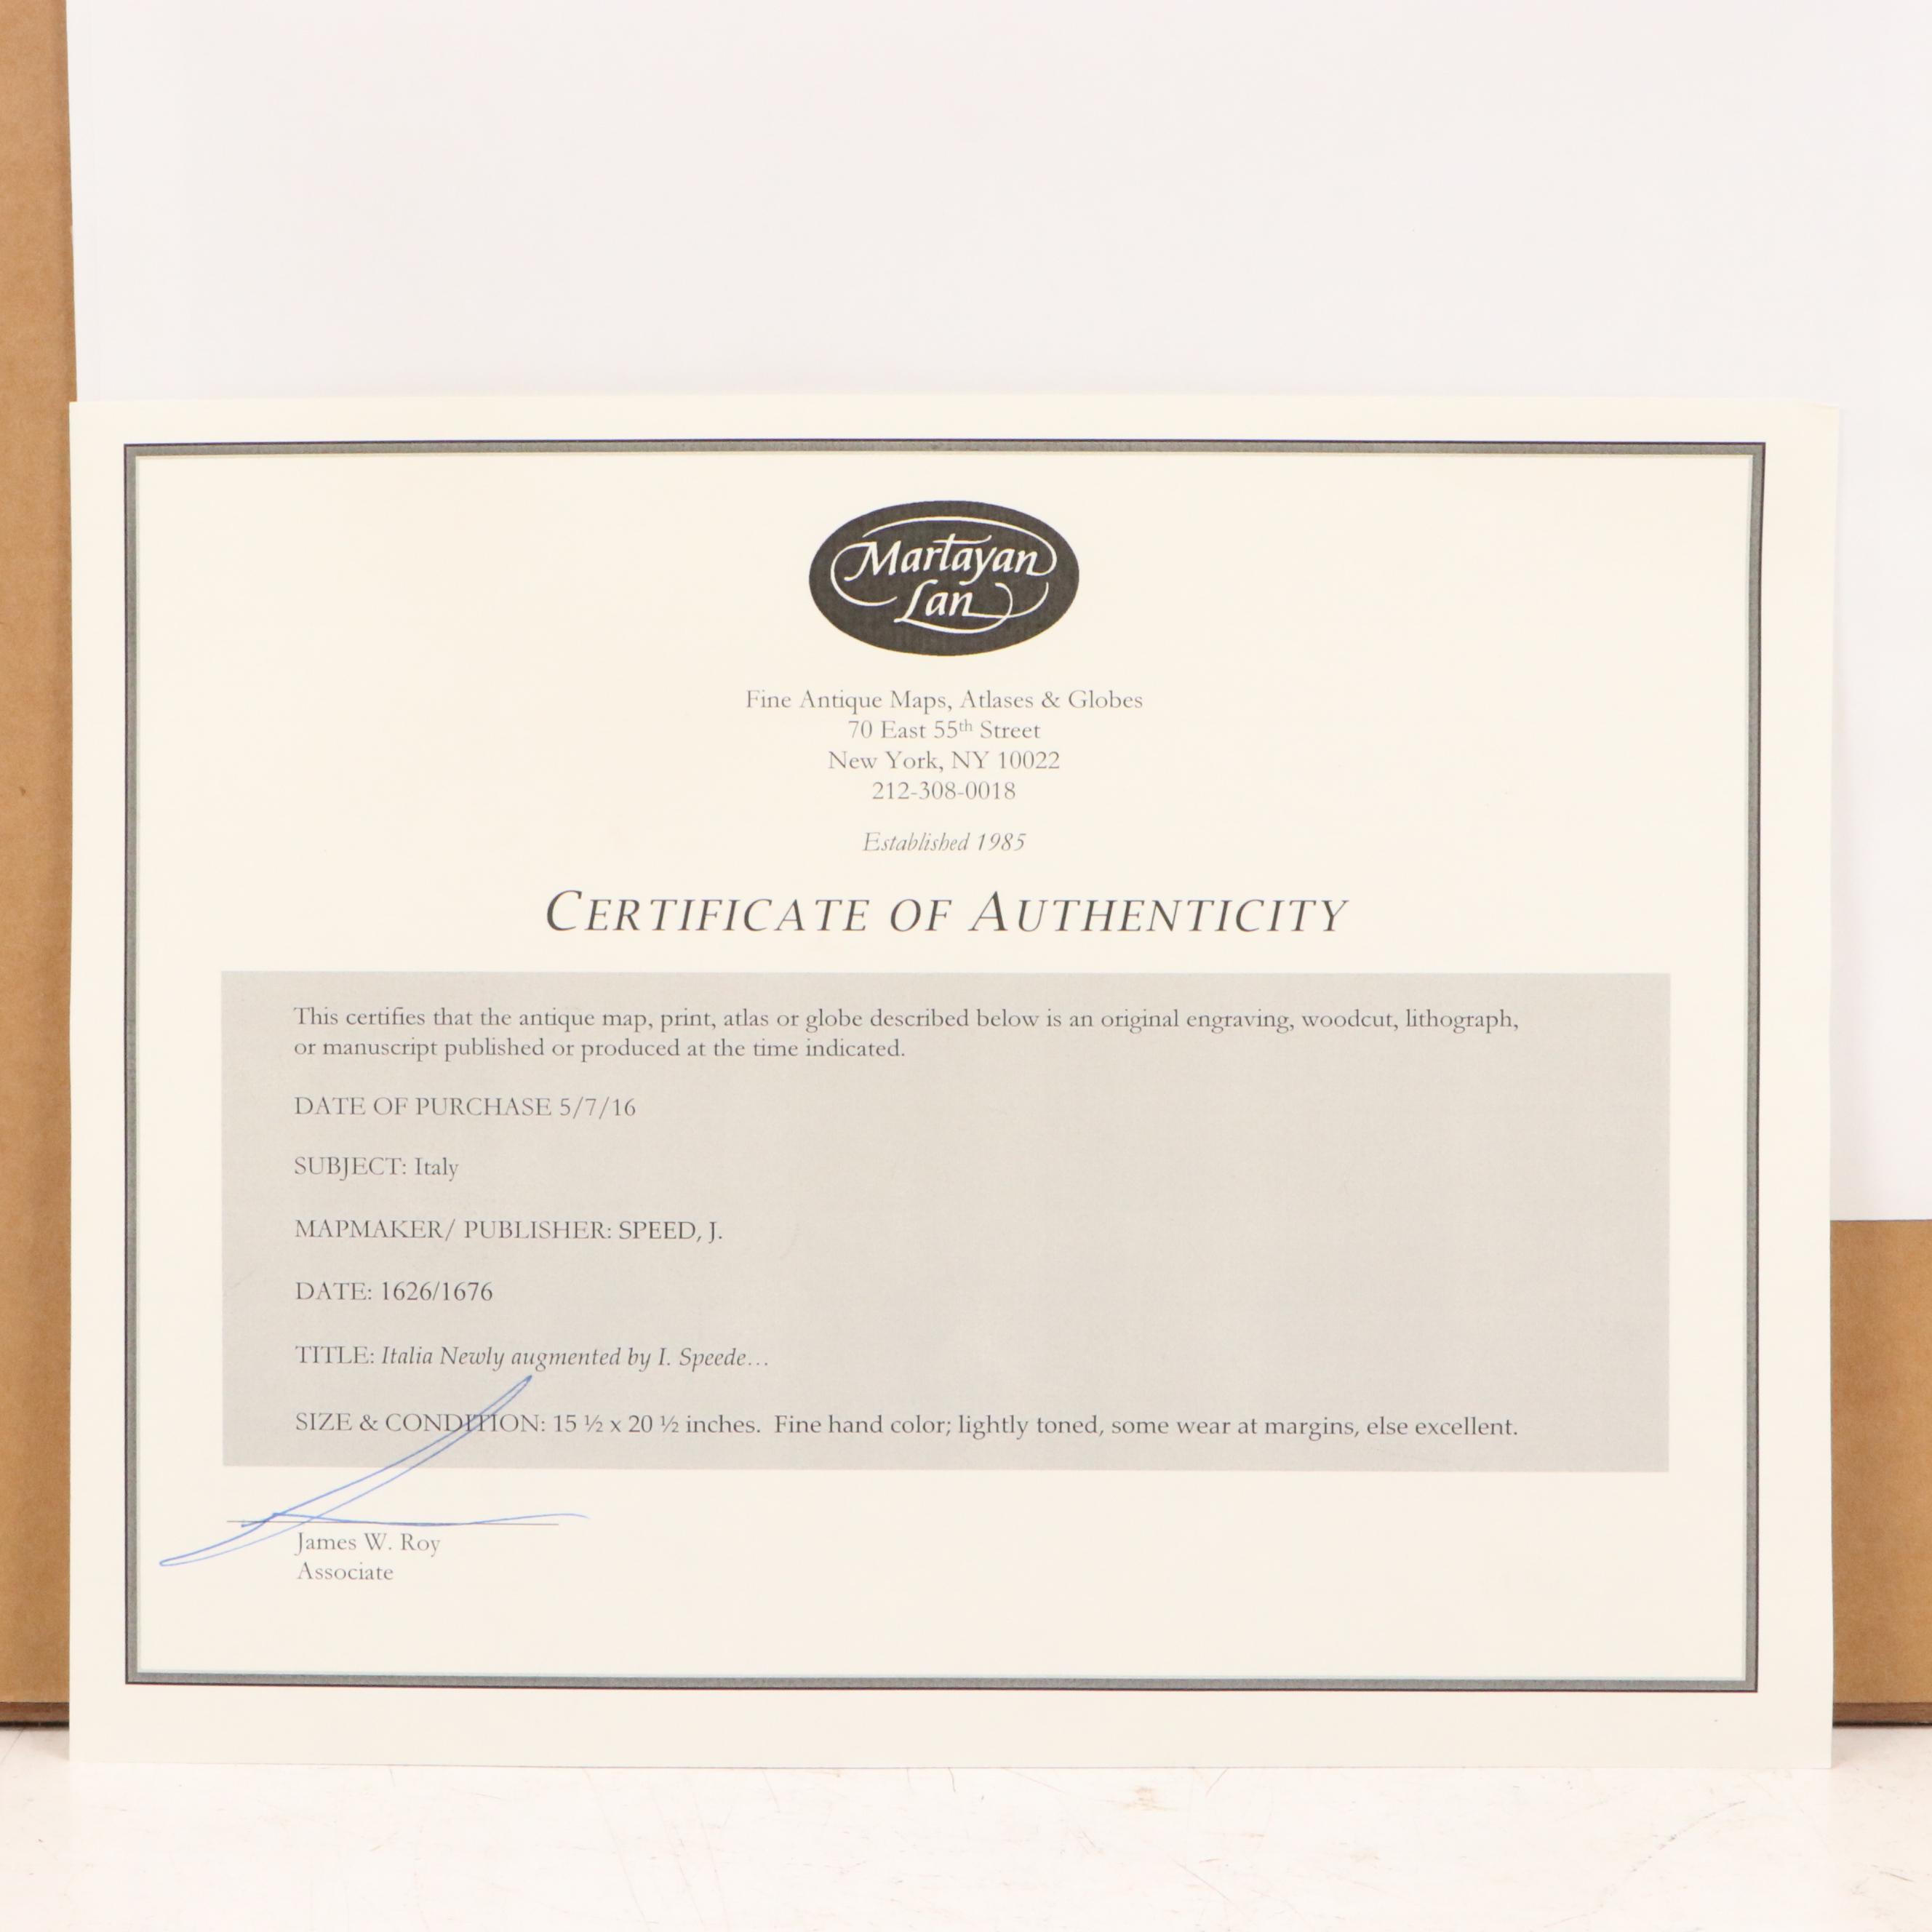 Martayan
Lan
Fine Antique Maps, Atlases & Globes
70 East 55th Street
New York, NY 10022
212-308-0018
Established 1985
CERTIFICATE OF AUTHENTICITY
This certifies that the antique map, print, atlas or globe described below is an original engraving, woodcut, lithograph,
or manuscript published or produced at the time indicated.
DATE OF PURCHASE 5/7/16
SUBJECT: Italy
MAPMAKER/ PUBLISHER: SPEED, J.
DATE: 1626/1676
TITLE: Italia Newly augmented by I. Speede...
SIZE & CONDITION: 15 ½ x 20 ½ inches.  Fine hand color; lightly toned, some wear at margins, else excellent.
James W. Roy
Associate